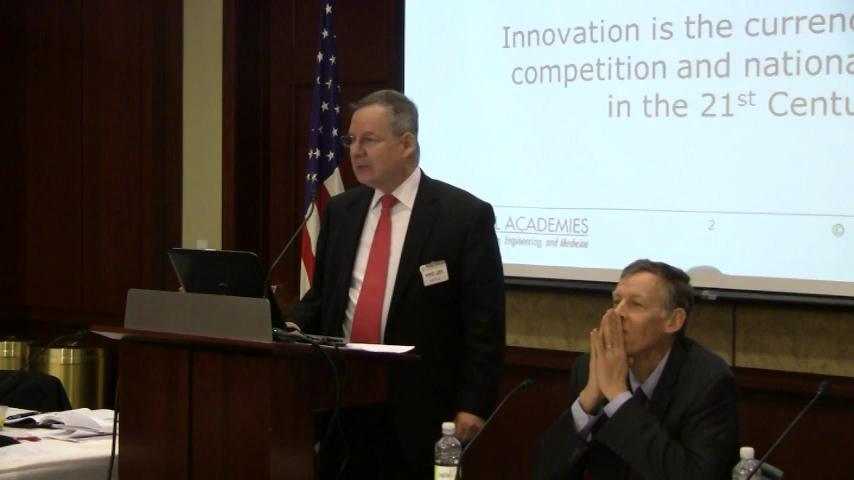 Innovation is the currenc
competition and nationa
in the 21st Centu
L ACADEMIES
Engineering, and Medicine
2
©